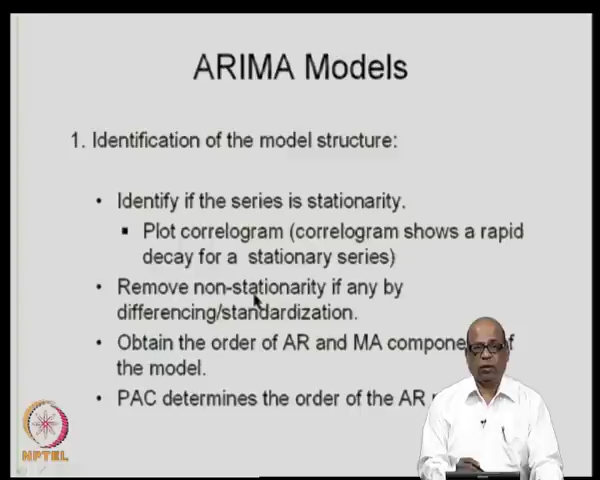 ARIMA Models
1. Identification of the model structure:
• Identify if the series is stationarity.
▪ Plot correlogram (correlogram shows a rapid
decay for a stationary series)
• Remove non-stationarity if any by
differencing/standardization.
• Obtain the order of AR and MA of
the model.
• PAC determines the order of the AR
NPTEL